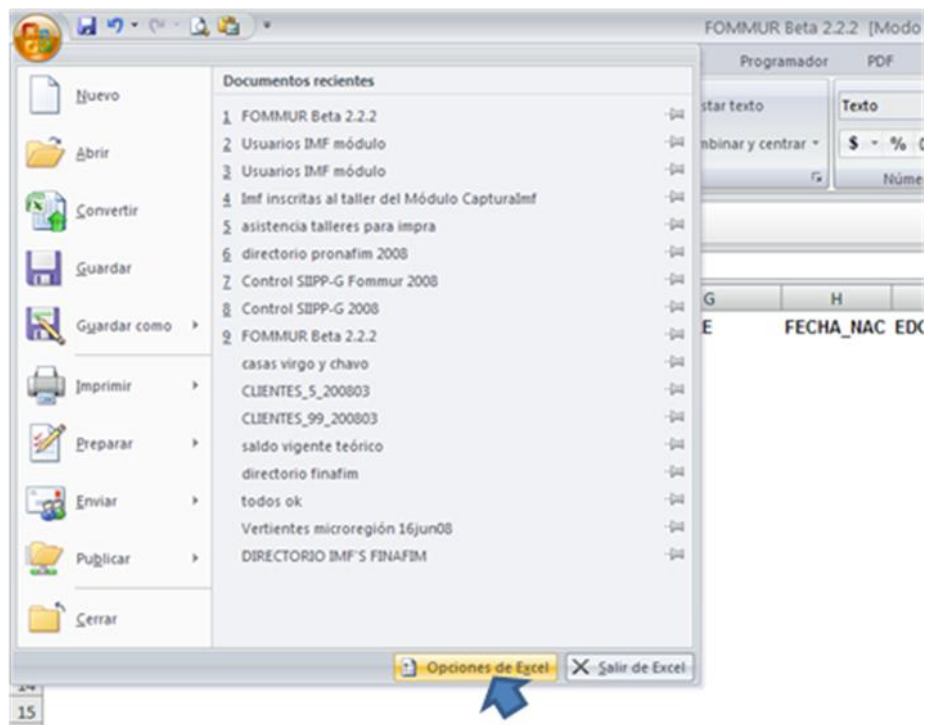 FOMMUR Beta 2.2.2 [Modo
Programador PDF
Nuevo
Abrir
Convertir
Guardar
Guardar como
Imprimir
Preparar
Enviar
Publicar
Cerrar
Documentos recientes
1 FOMMUR Beta 2.2.2
2 Usuarios IMF módulo
3 Usuarios IMF módulo
4 Imf inscritas al taller del Módulo CapturaImf
5 asistencia talleres para impra
6 directorio pronafim 2008
7 Control SIIPP-G Fommur 2008
8 Control SIIPP-G 2008
9 FOMMUR Beta 2.2.2
casas virgo y chavo
CLIENTES_5_200803
CLIENTES_99_200803
saldo vigente teórico
directorio finafim
todos ok
Vertientes microregión 16jun08
DIRECTORIO IMF'S FINAFIM
Opciones de Excel Salir de Excel
star texto Texto
mbinar y centrar $ %
Núme
G H
E FECHA_NAC EDO
14
15